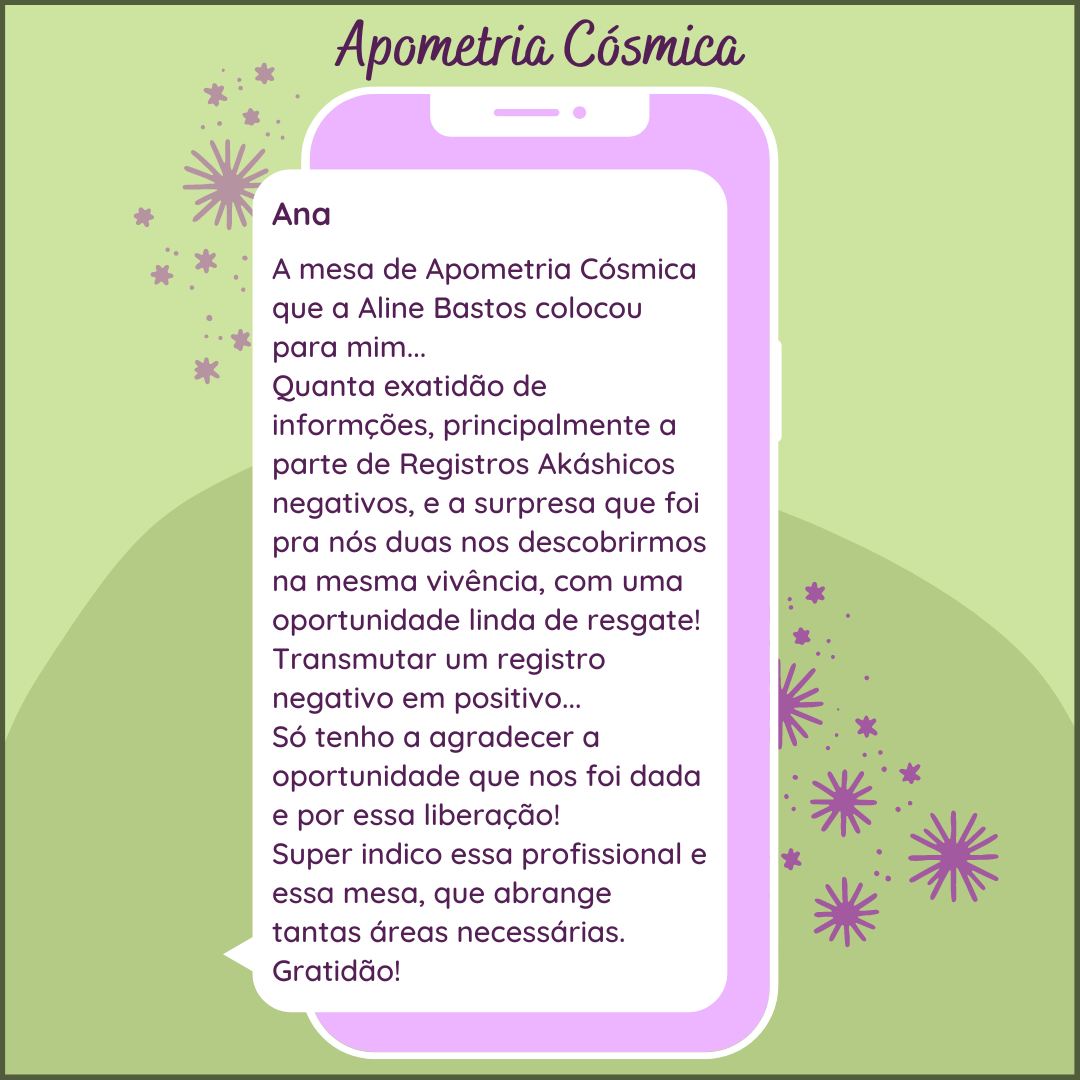 Apometria Cósmica
Ana
A mesa de Apometria Cósmica
que a Aline Bastos colocou
para mim...
Quanta exatidão de
informções, principalmente a
parte de Registros Akáshicos
negativos, e a surpresa que foi
pra nós duas nos descobrirmos
na mesma vivência, com uma
oportunidade linda de resgate!
Transmutar um registro
negativo em positivo...
Só tenho a agradecer a
oportunidade que nos foi dada
e por essa liberação!
Super indico essa profissional e
essa mesa, que abrange
tantas áreas necessárias.
Gratidão!